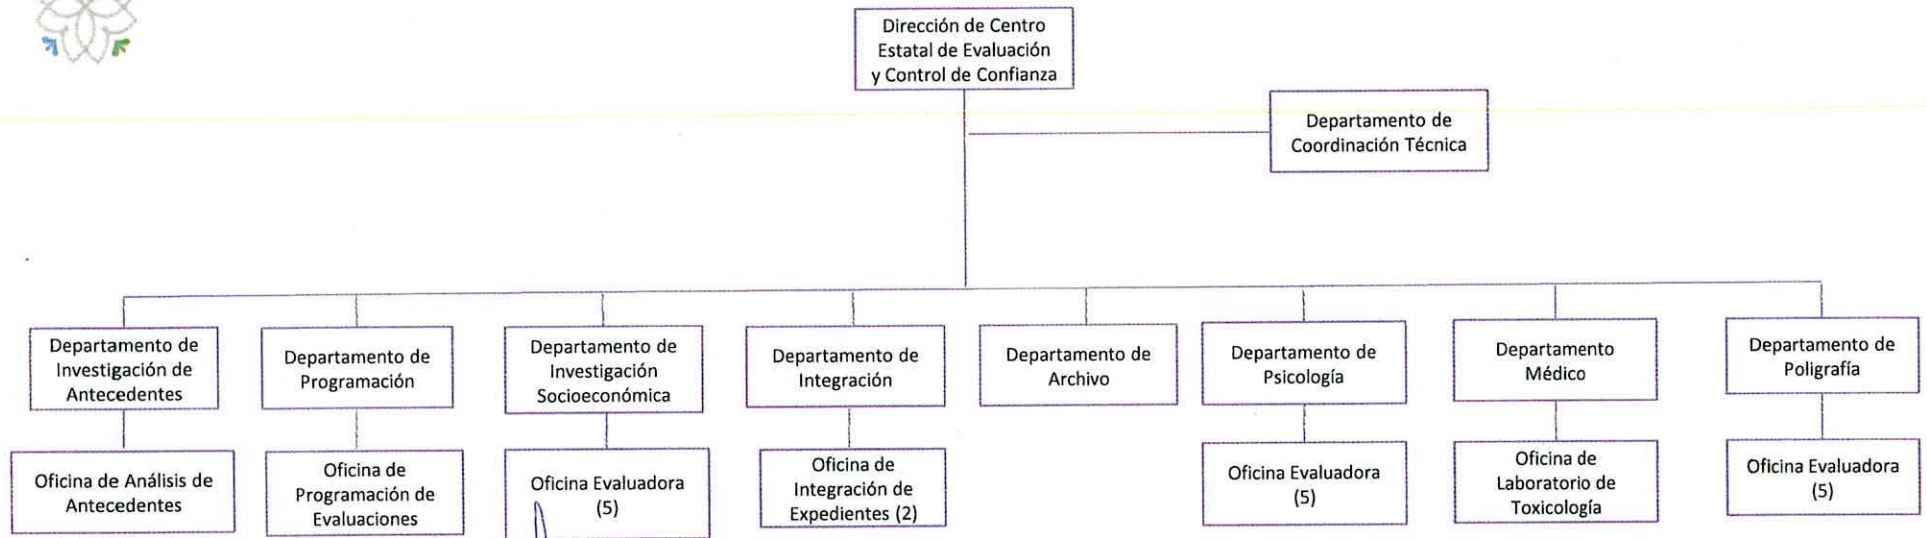 Dirección de Centro
Estatal de Evaluación
y Control de Confianza
Departamento de
Coordinación Técnica
Departamento de
Investigación de
Antecedentes
Departamento de
Programación
Departamento de
Investigación
Socioeconómica
Departamento de
Integración
Departamento de
Archivo
Departamento de
Psicología
Departamento
Médico
Departamento de
Poligrafía
Oficina de Análisis de
Antecedentes
Oficina de
Programación de
Evaluaciones
Oficina Evaluadora
(5)
Oficina de
Integración de
Expedientes (2)
Oficina Evaluadora
(5)
Oficina de
Laboratorio de
Toxicología
Oficina Evaluadora
(5)